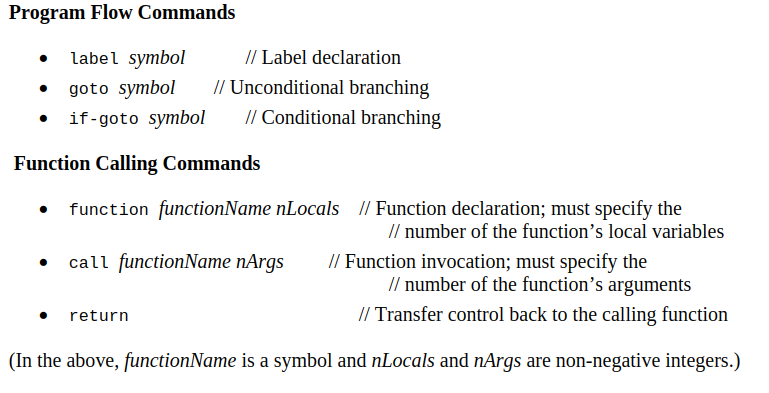 Program Flow Commands
• label symbol // Label declaration
• goto symbol // Unconditional branching
• if-goto symbol // Conditional branching
Function Calling Commands
• function functionName nLocals // Function declaration; must specify the
// number of the function’s local variables
• call functionName nArgs // Function invocation; must specify the
// number of the function’s arguments
• return // Transfer control back to the calling function
(In the above, functionName is a symbol and nLocals and nArgs are non-negative integers.)